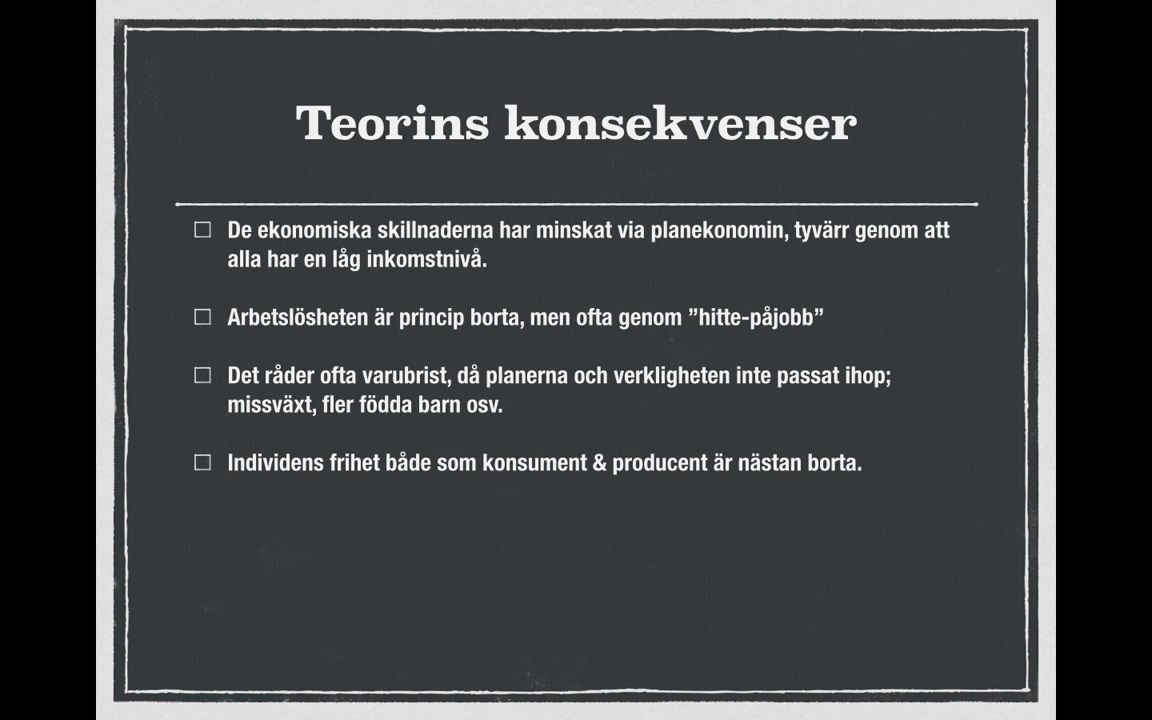 Teorins konsekvenser
De ekonomiska skillnaderna har minskat via planekonomin, tyvärr genom att
alla har en låg inkomstnivå.
Arbetslösheten är princip borta, men ofta genom ”hitte-påjobb”
Det råder ofta varubrist, då planerna och verkligheten inte passat ihop;
missväxt, fler födda barn osv.
Individens frihet både som konsument & producent är nästan borta.